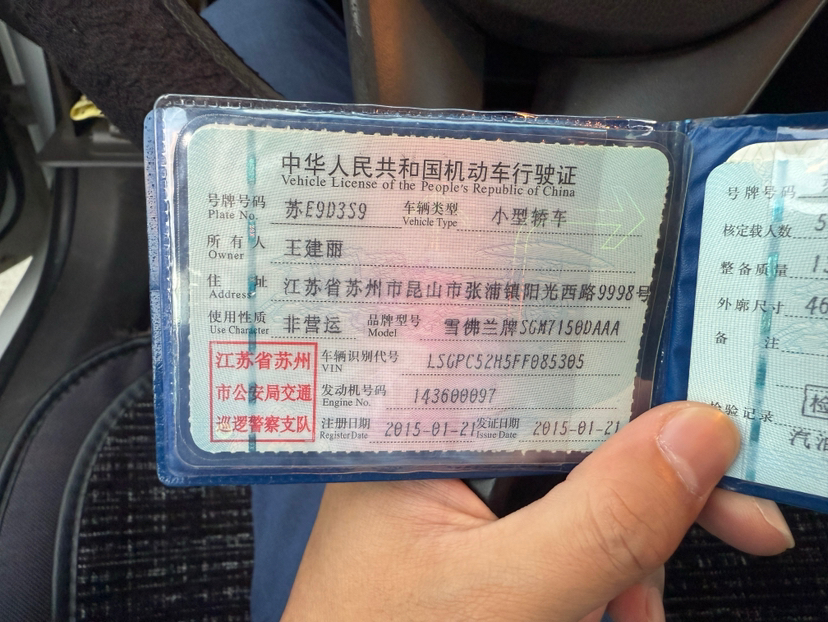 中华人民共和国机动车行驶证
Vehicle License of the People's Republic of China
号牌号码 苏E9D3S9 车辆类型 小型轿车
Plate No. Vehicle Type
所有人 王建丽
Owner
住址 江苏省苏州市昆山市张浦镇阳光西路9998号
Address
使用性质 非营运 品牌型号 雪佛兰牌SGM7150DAAA
Use Character Model
江苏省苏州
市公安局交通
巡逻警察支队
车辆识别代号 LSGPC52H5FF085305
VIN
发动机号码 143600097
Engine No.
注册日期 2015-01-21 发证日期 2015-01-21
Register Date Issue Date
号牌号码
核定载人数 5
整备质量
外廓尺寸 46
备注
检验记录 检
汽油